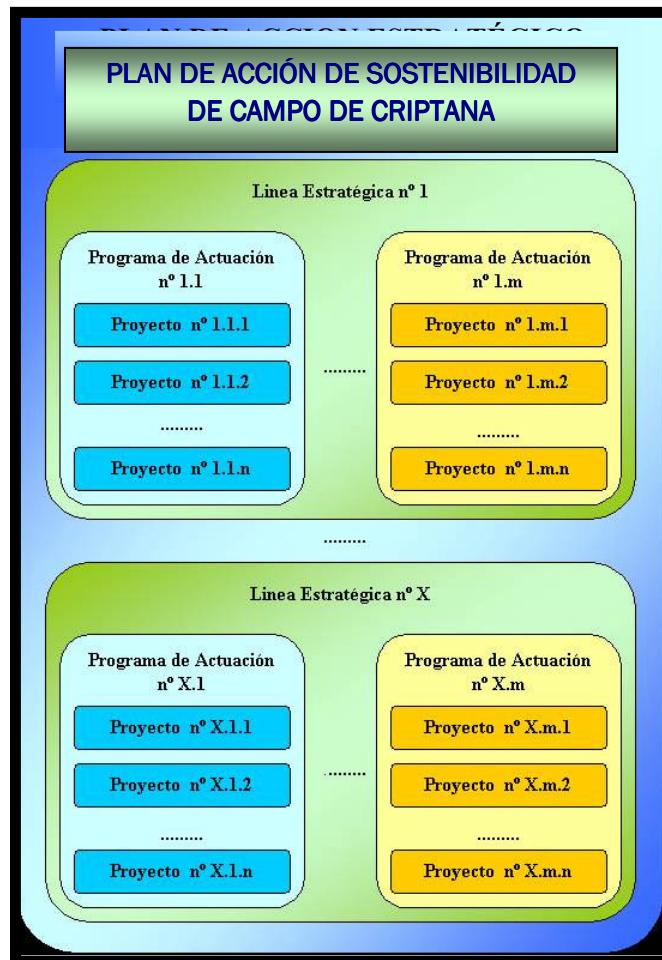 PLAN DE ACCION ESTRATÉGICO
PLAN DE ACCIÓN DE SOSTENIBILIDAD
DE CAMPO DE CRIPTANA
Linea Estratégica nº 1
Programa de Actuación
nº 1.1
Proyecto nº 1.1.1
Proyecto nº 1.1.2
.........
Proyecto nº 1.1.n
.........
Programa de Actuación
nº 1.m
Proyecto nº 1.m.1
Proyecto nº 1.m.2
.........
Proyecto nº 1.m.n
.........
Linea Estratégica nº X
Programa de Actuación
nº X.1
Proyecto nº X.1.1
Proyecto nº X.1.2
.........
Proyecto nº X.1.n
.........
Programa de Actuación
nº X.m
Proyecto nº X.m.1
Proyecto nº X.m.2
.........
Proyecto nº X.m.n